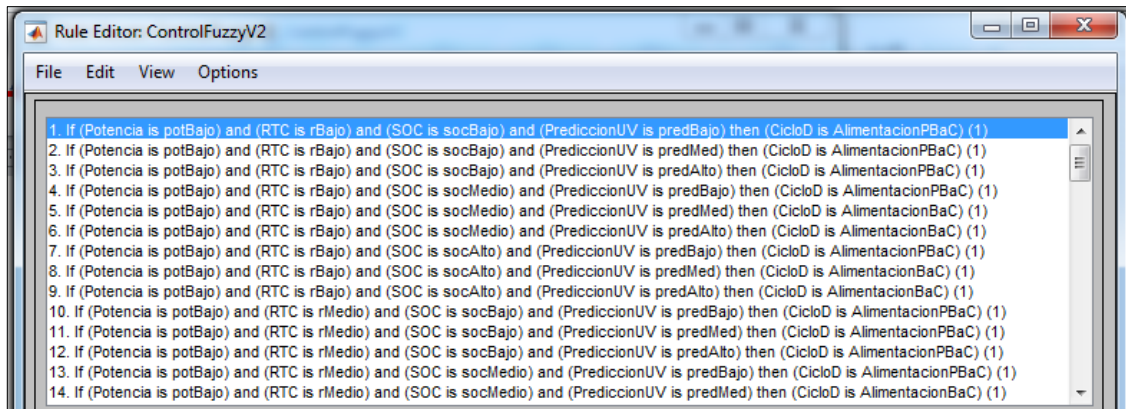 Rule Editor: ControlFuzzyV2
File Edit View Options
1. If (Potencia is potBajo) and (RTC is rBajo) and (SOC is socBajo) and (PrediccionUV is predBajo) then (CicloD is AlimentacionPBaC) (1)
2. If (Potencia is potBajo) and (RTC is rBajo) and (SOC is socBajo) and (PrediccionUV is predMed) then (CicloD is AlimentacionPBaC) (1)
3. If (Potencia is potBajo) and (RTC is rBajo) and (SOC is socBajo) and (PrediccionUV is predAlto) then (CicloD is AlimentacionPBaC) (1)
4. If (Potencia is potBajo) and (RTC is rBajo) and (SOC is socMedio) and (PrediccionUV is predBajo) then (CicloD is AlimentacionPBaC) (1)
5. If (Potencia is potBajo) and (RTC is rBajo) and (SOC is socMedio) and (PrediccionUV is predMed) then (CicloD is AlimentacionBaC) (1)
6. If (Potencia is potBajo) and (RTC is rBajo) and (SOC is socMedio) and (PrediccionUV is predAlto) then (CicloD is AlimentacionBaC) (1)
7. If (Potencia is potBajo) and (RTC is rBajo) and (SOC is socAlto) and (PrediccionUV is predBajo) then (CicloD is AlimentacionPBaC) (1)
8. If (Potencia is potBajo) and (RTC is rBajo) and (SOC is socAlto) and (PrediccionUV is predMed) then (CicloD is AlimentacionBaC) (1)
9. If (Potencia is potBajo) and (RTC is rBajo) and (SOC is socAlto) and (PrediccionUV is predAlto) then (CicloD is AlimentacionBaC) (1)
10. If (Potencia is potBajo) and (RTC is rMedio) and (SOC is socBajo) and (PrediccionUV is predBajo) then (CicloD is AlimentacionPBaC) (1)
11. If (Potencia is potBajo) and (RTC is rMedio) and (SOC is socBajo) and (PrediccionUV is predMed) then (CicloD is AlimentacionPBaC) (1)
12. If (Potencia is potBajo) and (RTC is rMedio) and (SOC is socBajo) and (PrediccionUV is predAlto) then (CicloD is AlimentacionPBaC) (1)
13. If (Potencia is potBajo) and (RTC is rMedio) and (SOC is socMedio) and (PrediccionUV is predBajo) then (CicloD is AlimentacionPBaC) (1)
14. If (Potencia is potBajo) and (RTC is rMedio) and (SOC is socMedio) and (PrediccionUV is predMed) then (CicloD is AlimentacionBaC) (1)